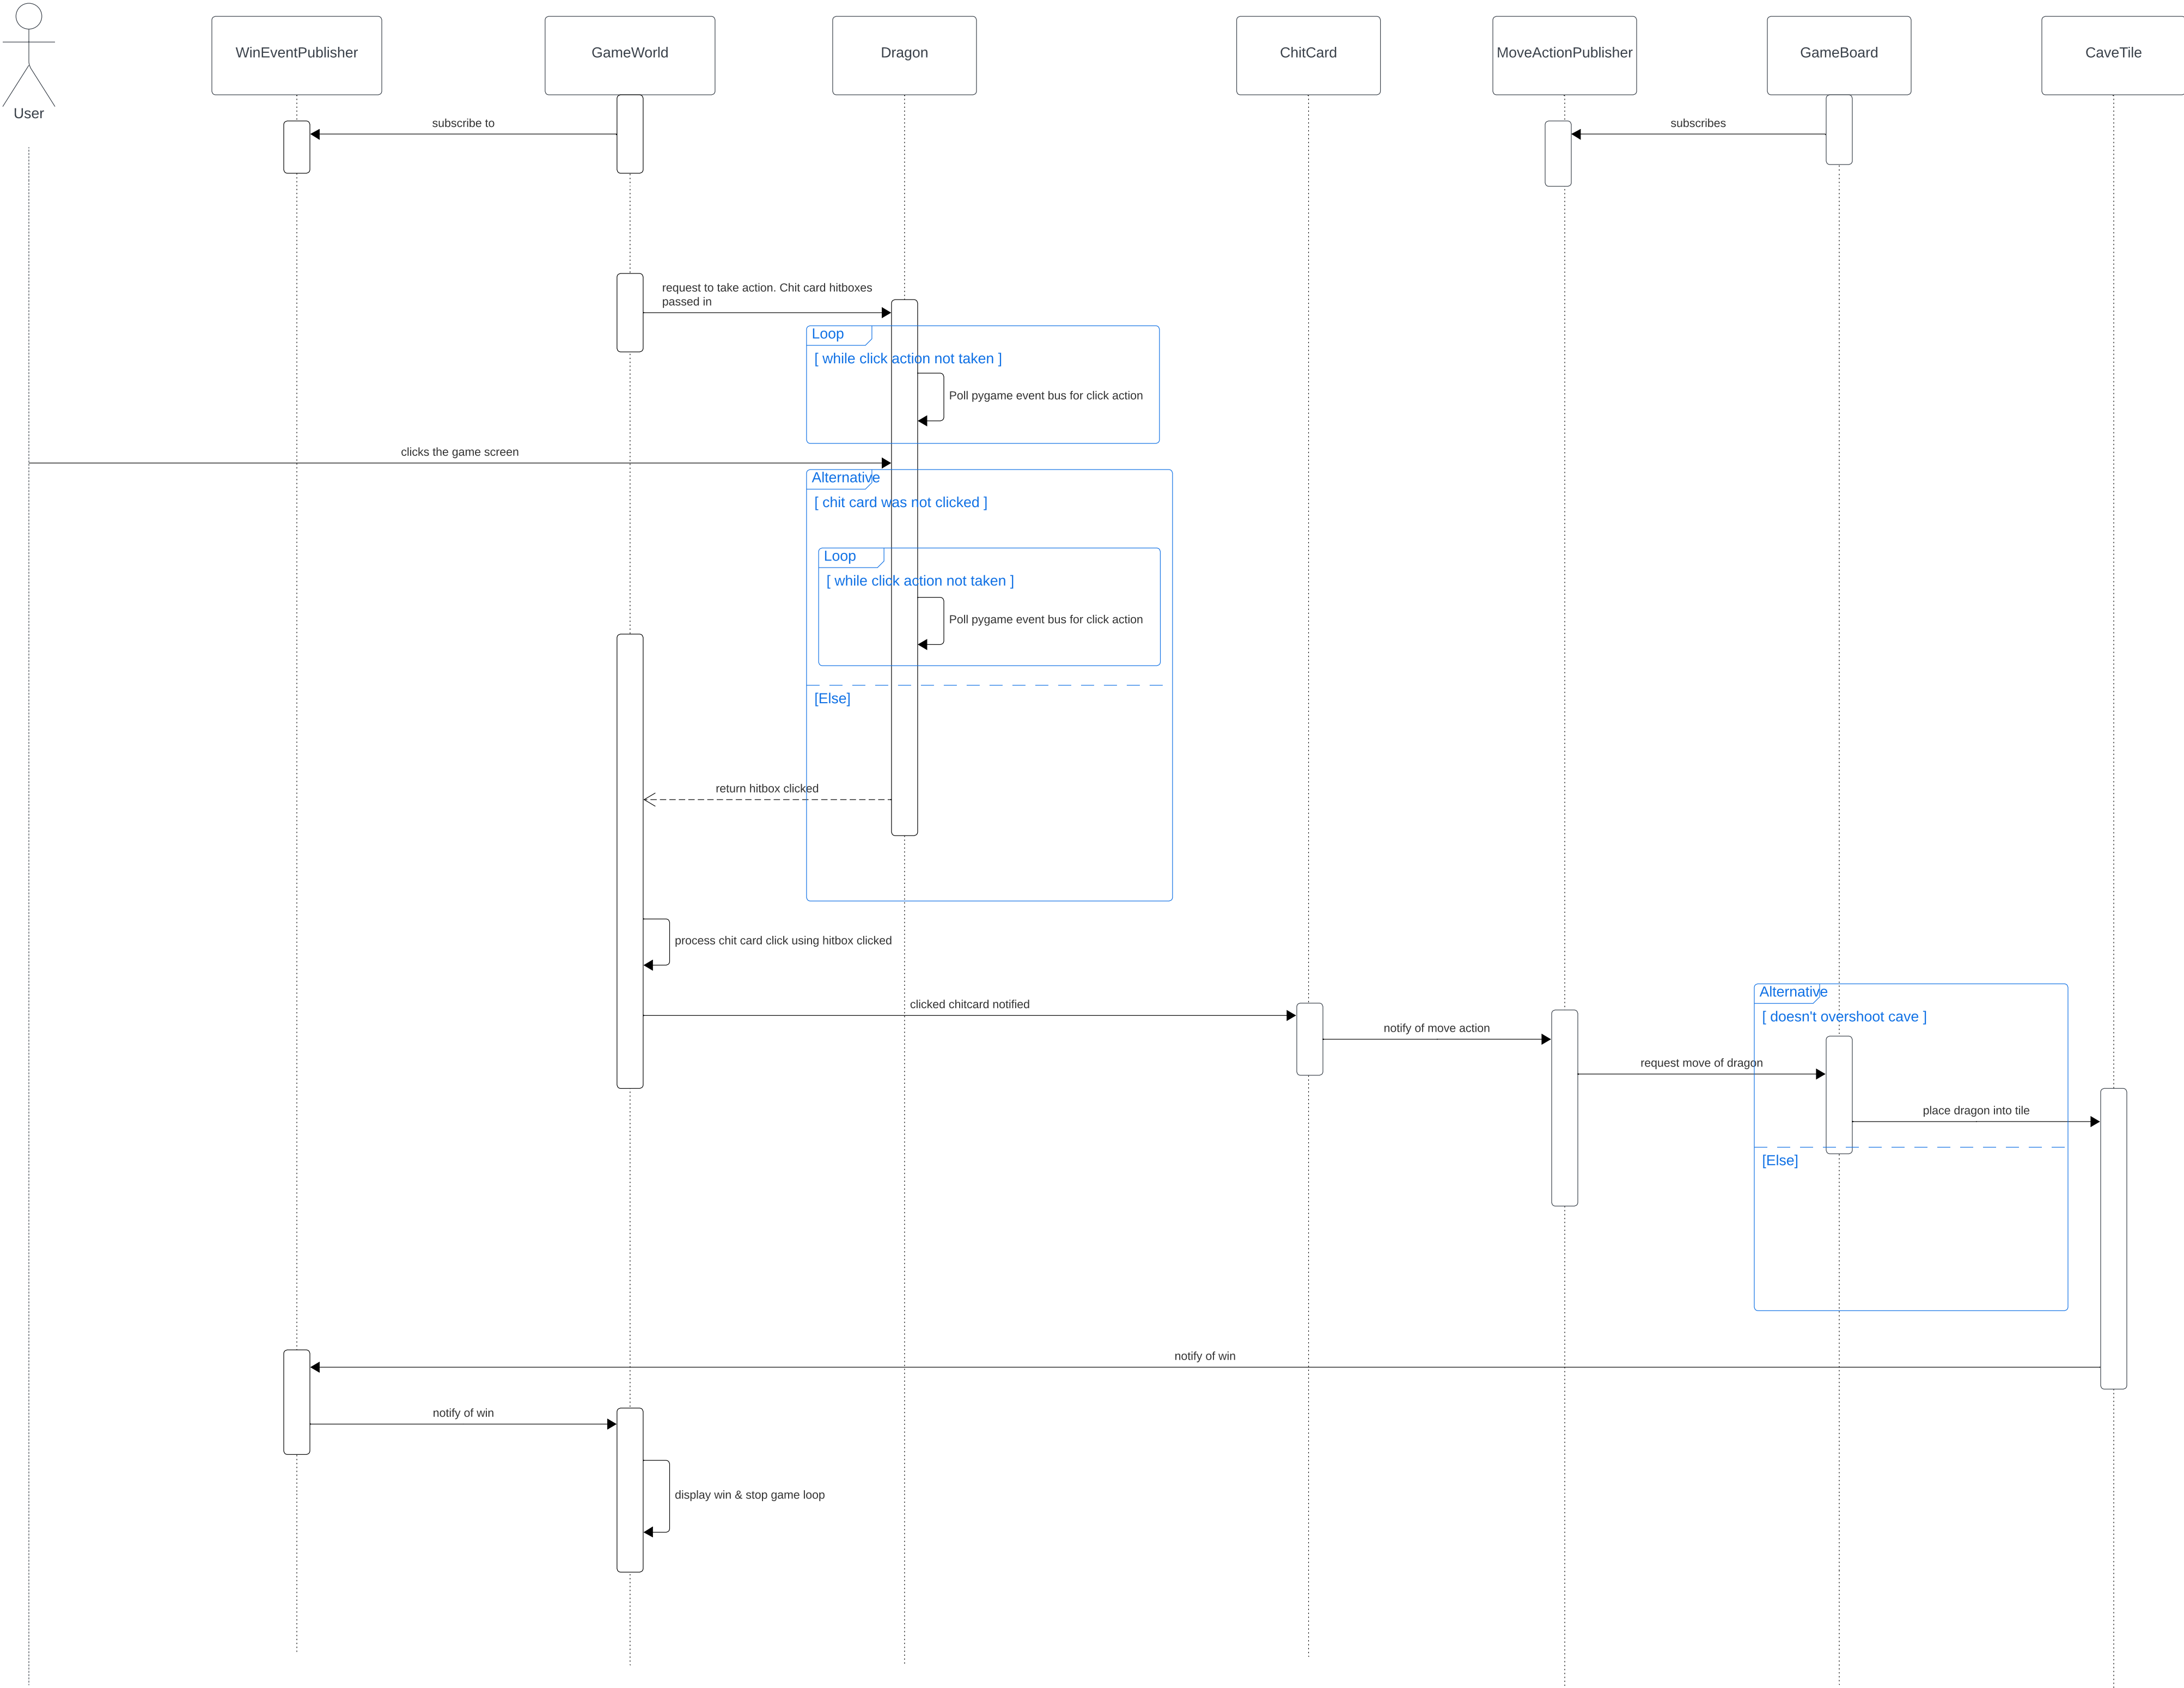 User
WinEventPublisher
GameWorld
Dragon
ChitCard
MoveActionPublisher
GameBoard
CaveTile
subscribe to
subscribes
request to take action. Chit card hitboxes
passed in
Loop
[ while click action not taken ]
Poll pygame event bus for click action
clicks the game screen
Alternative
[ chit card was not clicked ]
Loop
[ while click action not taken ]
Poll pygame event bus for click action
[Else]
return hitbox clicked
process chit card click using hitbox clicked
clicked chitcard notified
Alternative
[ doesn't overshoot cave ]
notify of move action
request move of dragon
place dragon into tile
[Else]
notify of win
notify of win
display win & stop game loop